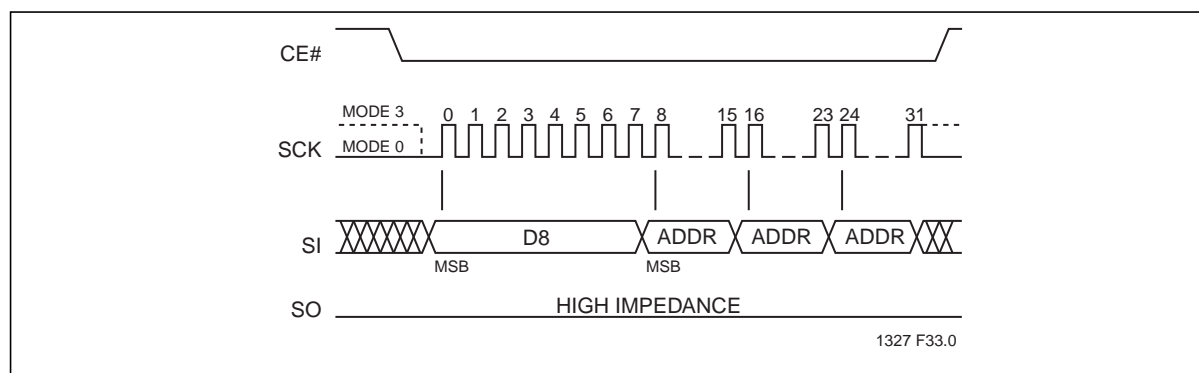 CE#
MODE 3 0 1 2 3 4 5 6 7 8 15 16 23 24 31
SCK MODE 0
SI D8 ADDR ADDR ADDR
MSB MSB
SO HIGH IMPEDANCE
1327 F33.0